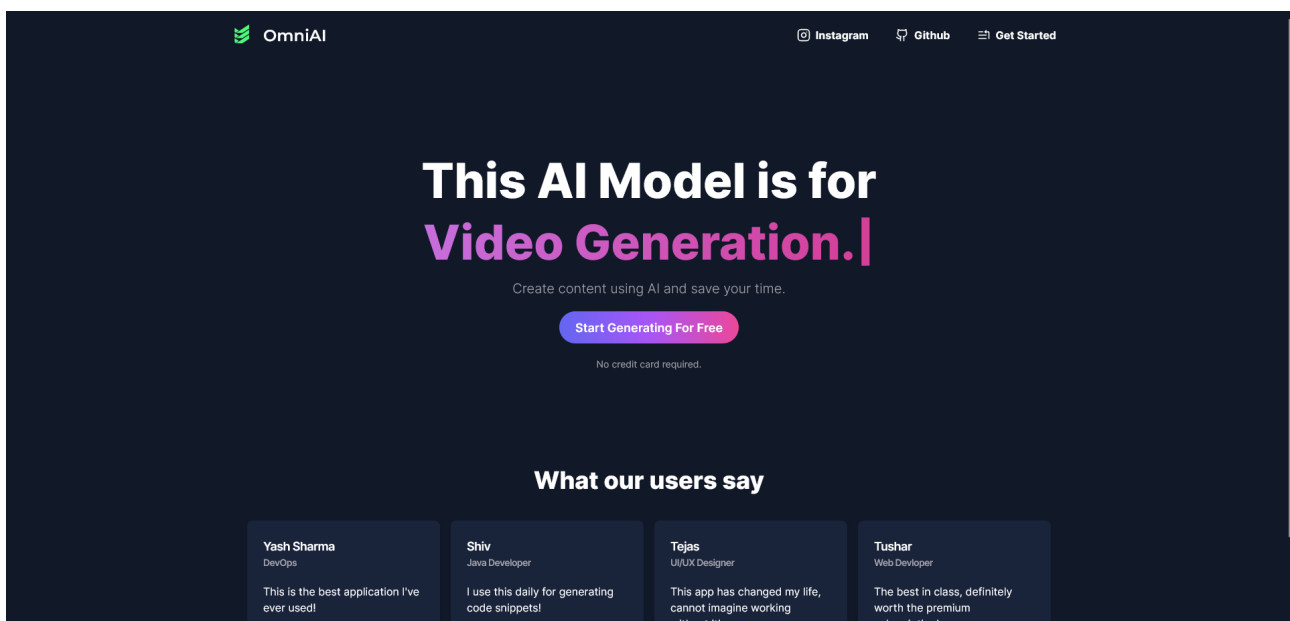 OmniAI
Instagram
Github
Get Started
This AI Model is for
Video Generation.
Create content using AI and save your time.
Start Generating For Free
No credit card required.
What our users say
Yash Sharma
DevOps
This is the best application I've
ever used!
Shiv
Java Developer
I use this daily for generating
code snippets!
Tejas
UI/UX Designer
This app has changed my life,
cannot imagine working
Tushar
Web Devloper
The best in class, definitely
worth the premium